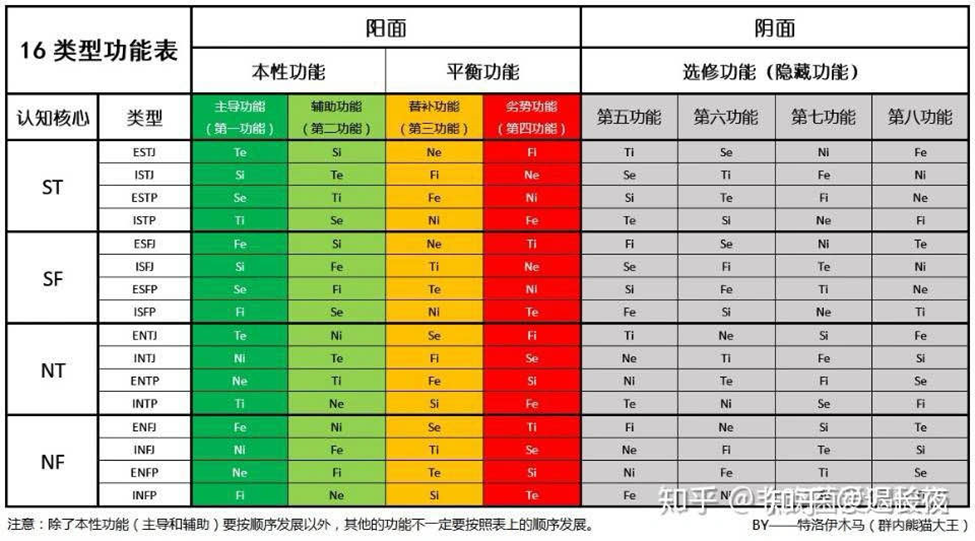 16 类型功能表 阳面 阴面
本性功能 平衡功能 选修功能（隐藏功能）
认知核心 类型 主导功能（第一功能） 辅助功能（第二功能） 替补功能（第三功能） 劣势功能（第四功能） 第五功能 第六功能 第七功能 第八功能
ST
ESTJ Te Si Ne Fi Ti Se Ni Fe
ISTJ Si Te Fi Ne Se Ti Fe Ni
ESTP Se Ti Fe Ni Si Te Fi Ne
ISTP Ti Se Ni Fe Te Si Ne Fi
SF
ESFJ Fe Si Ne Ti Fi Se Ni Te
ISFJ Si Fe Ti Ne Se Fi Te Ni
ESFP Se Fi Te Ni Si Fe Ti Ne
ISFP Fi Se Ni Te Fe Si Ne Ti
NT
ENTJ Te Ni Se Fi Ti Ne Si Fe
INTJ Ni Te Fi Se Ne Ti Fe Si
ENTP Ne Ti Fe Si Ni Te Fi Se
INTP Ti Ne Si Fe Te Ni Se Fi
NF
ENFJ Fe Ni Se Ti Fi Ne Si Te
INFJ Ni Fe Ti Se Ne Fi Te Si
ENFP Ne Fi Te Si Ni Fe Ti Se
INFP Fi Ne Si Te Fe
知乎
注意：除了本性功能（主导和辅助）要按顺序发展以外，其他的功能不一定要按照表上的顺序发展。 BY——特洛伊木马（群内熊猫大王）